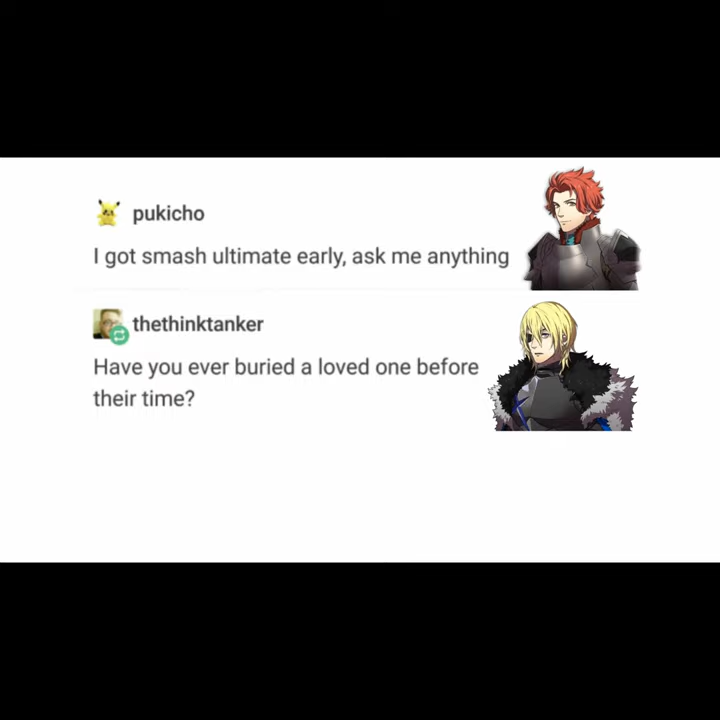 pukicho
I got smash ultimate early, ask me anything
thethinktanker
Have you ever buried a loved one before
their time?